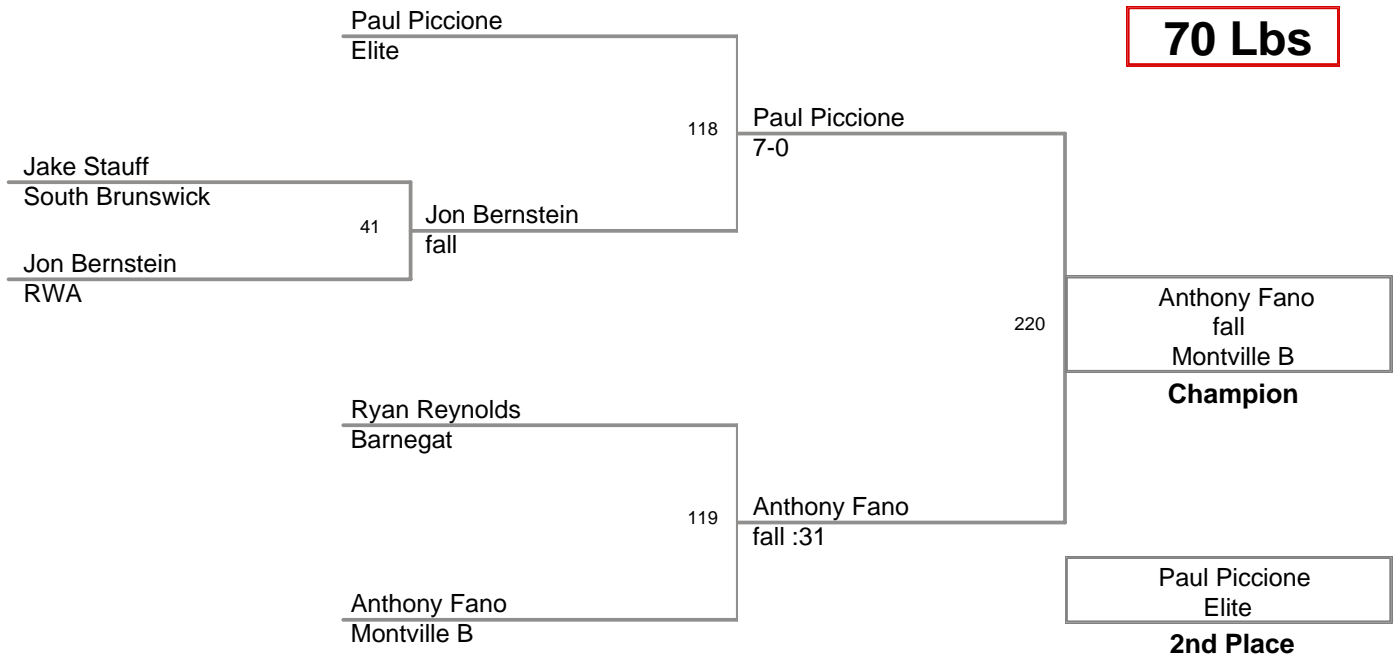 Paul Piccione
Elite
70 Lbs
118
Paul Piccione
7-0
Jake Stauff
South Brunswick
41
Jon Bernstein
fall
Jon Bernstein
RWA
220
Anthony Fano
fall
Montville B
Champion
Ryan Reynolds
Barnegat
119
Anthony Fano
fall :31
Anthony Fano
Montville B
Paul Piccione
Elite
2nd Place